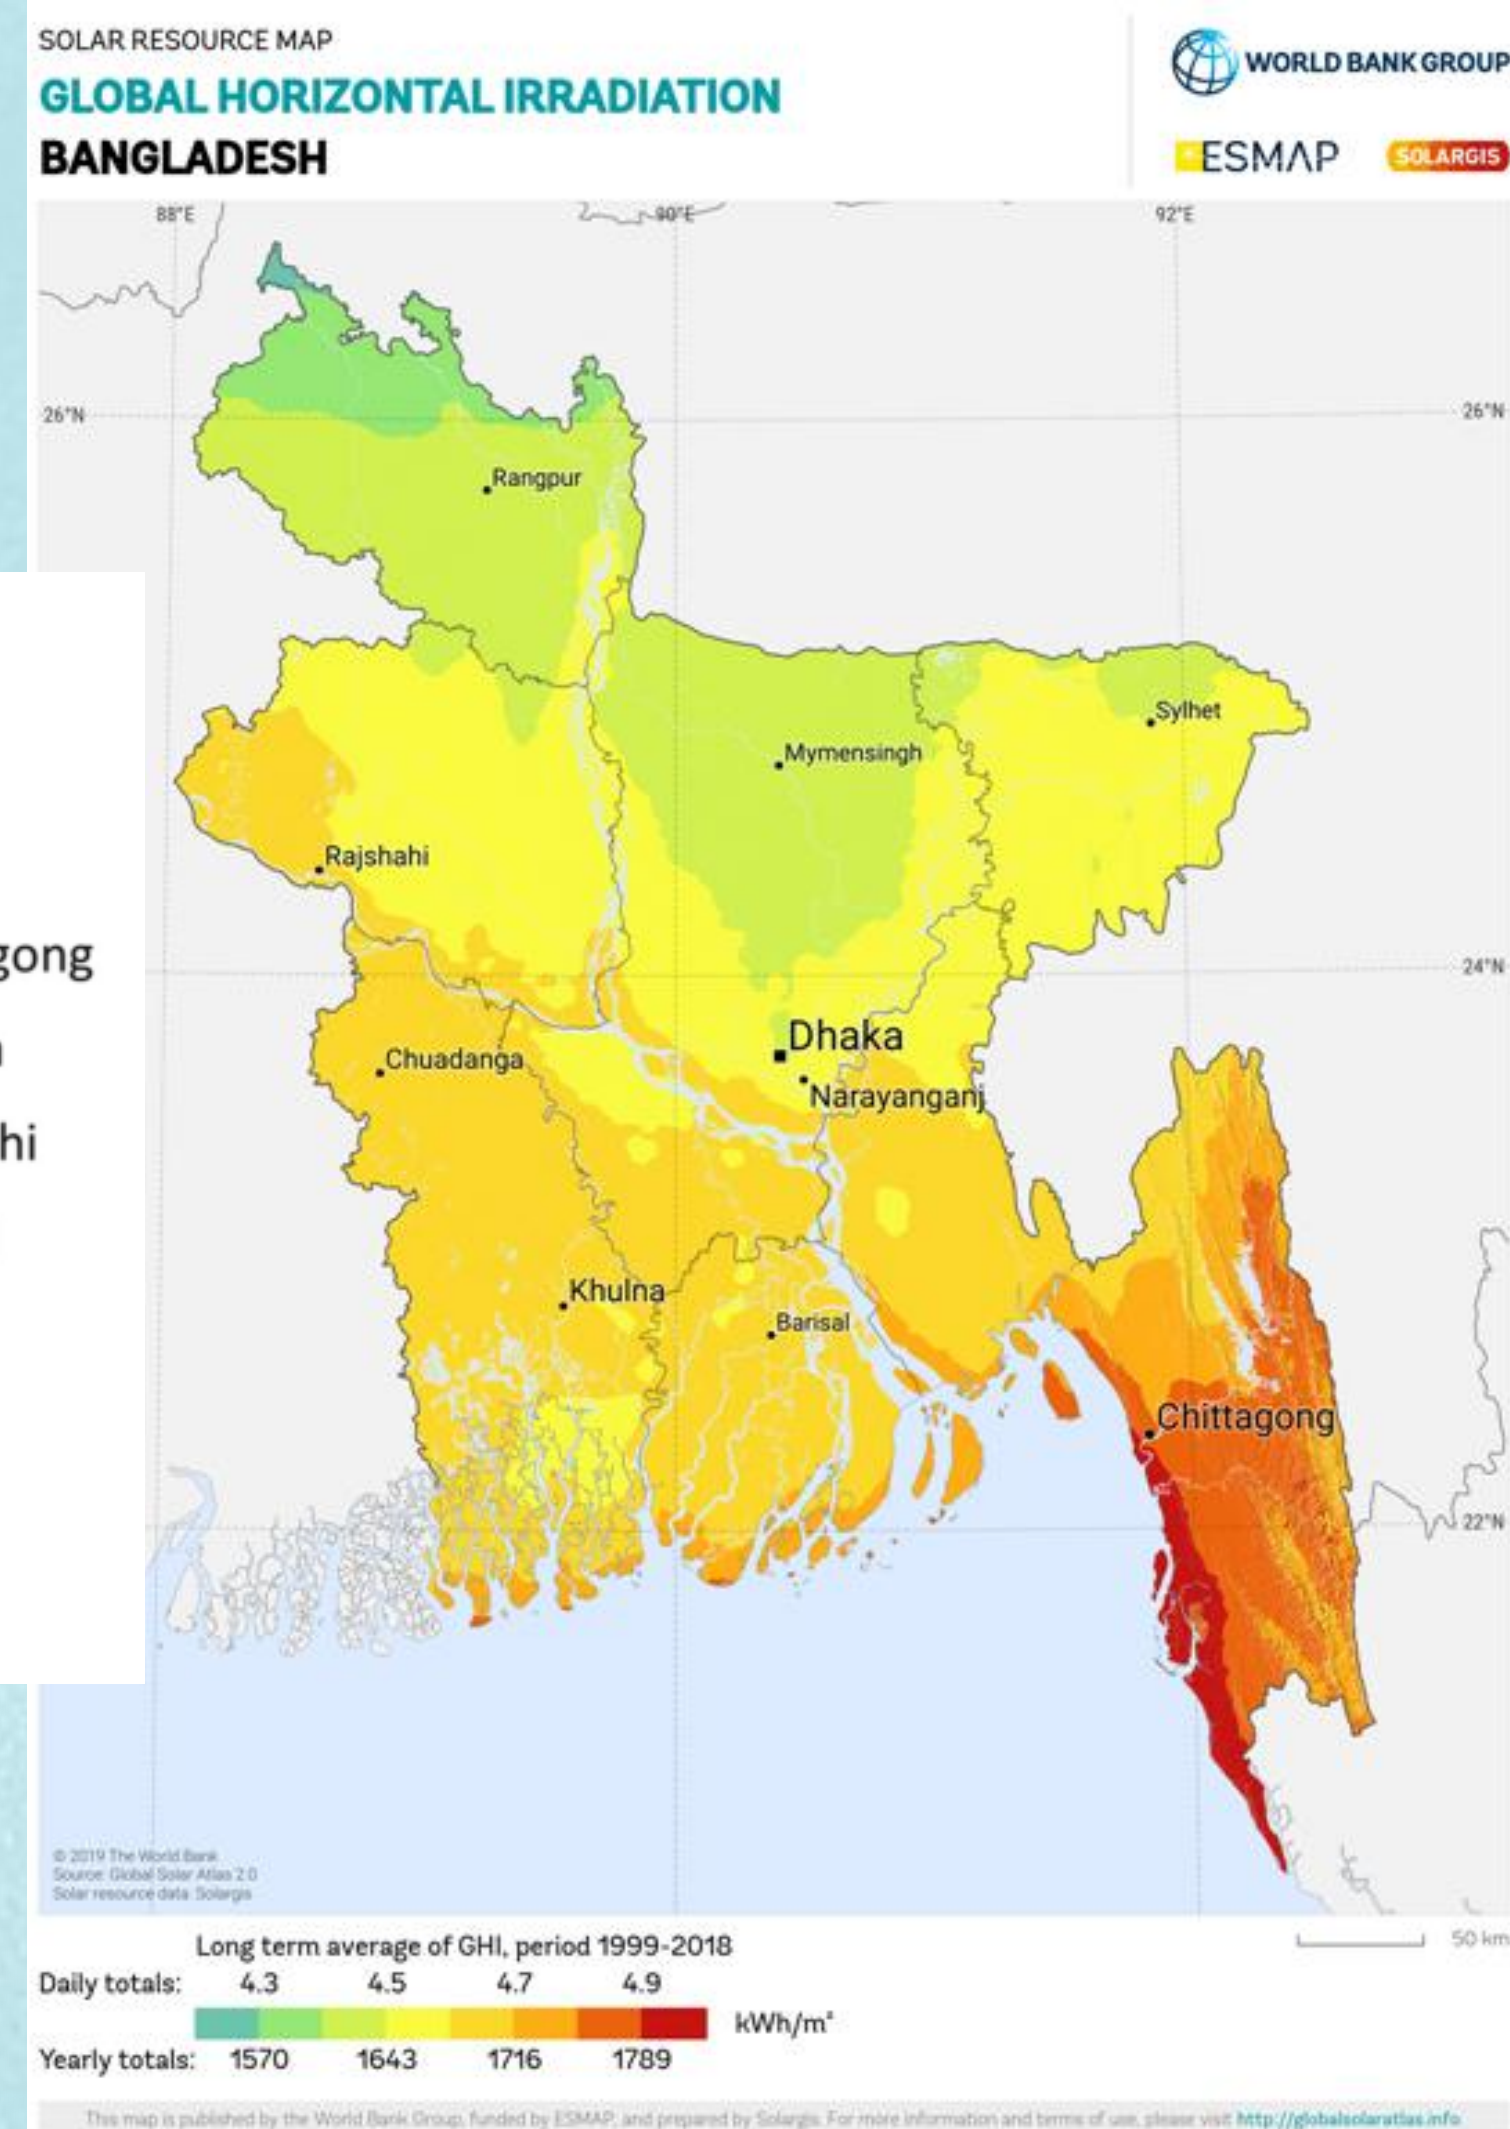 SOLAR RESOURCE MAP
GLOBAL HORIZONTAL IRRADIATION
BANGLADESH
WORLD BANK GROUP
ESMAP
SOLARGIS
88°E
90°E
92°E
26°N
26°N
Rangpur
Sylhet
Mymensingh
Rajshahi
gong
24°N
Dhaka
Chuadanga
Narayanganj
hi
Khulna
Barisal
Chittagong
22°N
© 2019 The World Bank
Source: Global Solar Atlas 2.0
Solar resource data: Solargis
Long term average of GHI, period 1999-2018
50 km
Daily totals: 4.3 4.5 4.7 4.9
kWh/m²
Yearly totals: 1570 1643 1716 1789
This map is published by the World Bank Group, funded by ESMAP, and prepared by Solargis. For more information and terms of use, please visit http://globalsolaratlas.info